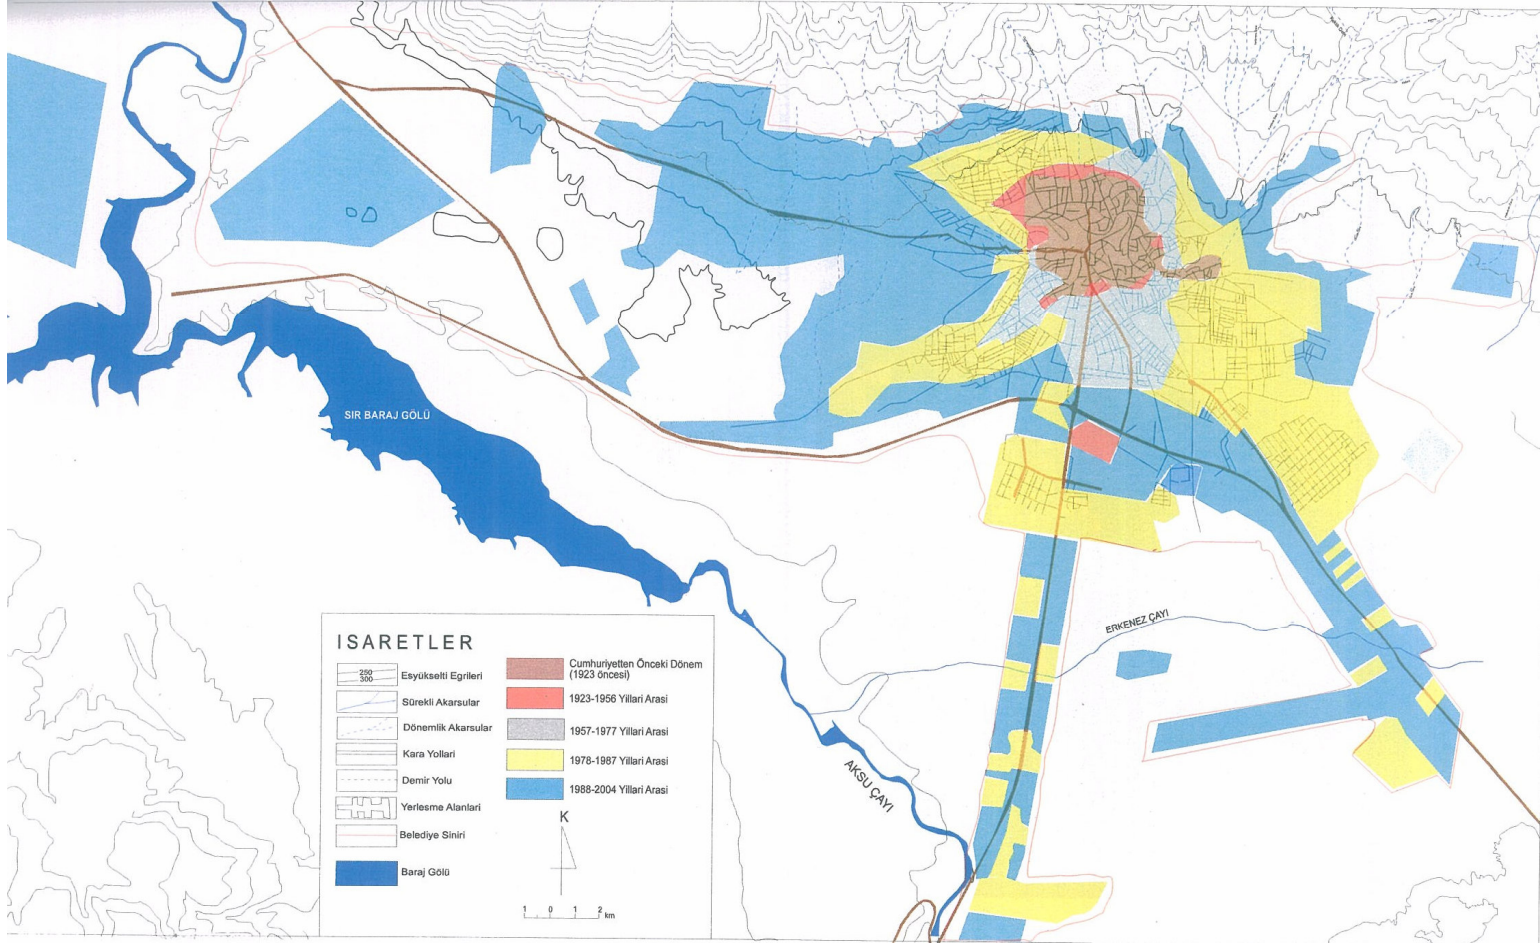 SIR BARAJ GÖLÜ
ERKENEZ ÇAYI
AKSU ÇAYI
ISARETLER
250
300
Esyükselti Egrileri
Sürekli Akarsular
Dönemlik Akarsular
Kara Yollari
Demir Yolu
Yerlesme Alanlari
Belediye Siniri
Baraj Gölü
Cumhuriyetten Önceki Dönem
(1923 öncesi)
1923-1956 Yillari Arasi
1957-1977 Yillari Arasi
1978-1987 Yillari Arasi
1988-2004 Yillari Arasi
K
1 0 1 2 km